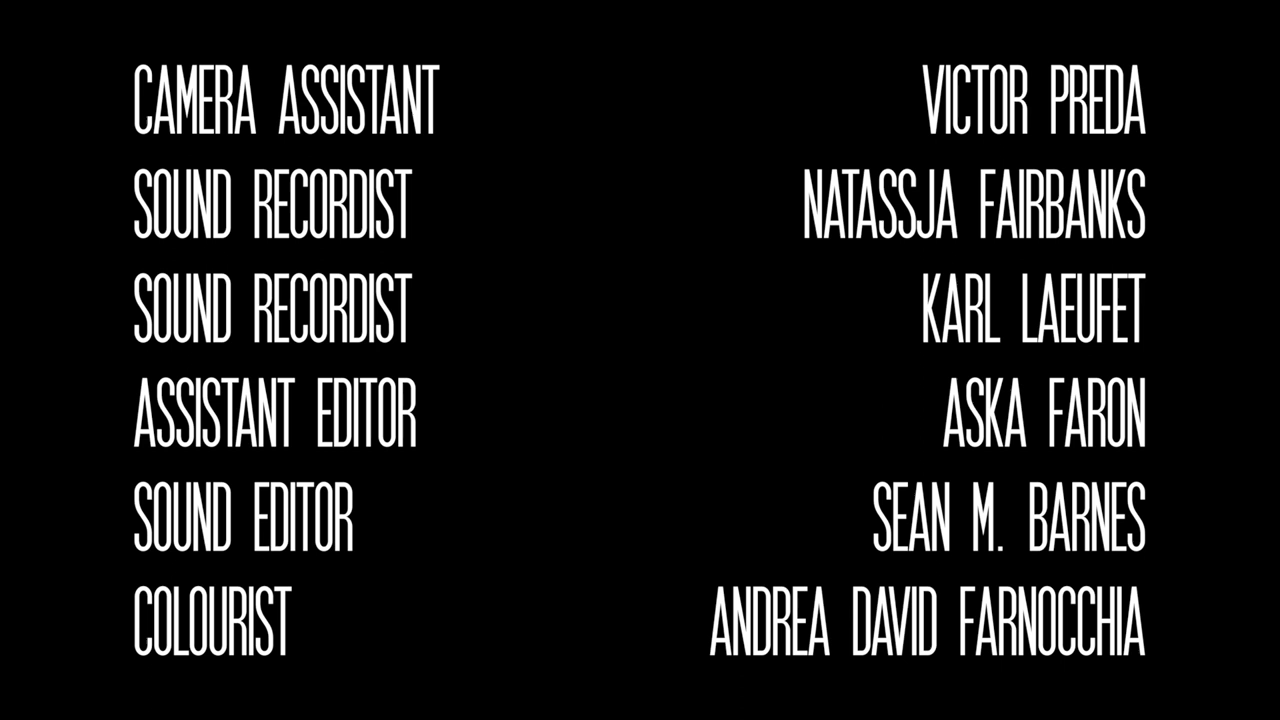 CAMERA ASSISTANT VICTOR PREDA
SOUND RECORDIST NATASSJA FAIRBANKS
SOUND RECORDIST KARL LAEUFET
ASSISTANT EDITOR ASKA FARON
SOUND EDITOR SEAN M. BARNES
COLOURIST ANDREA DAVID FARNOCCHIA